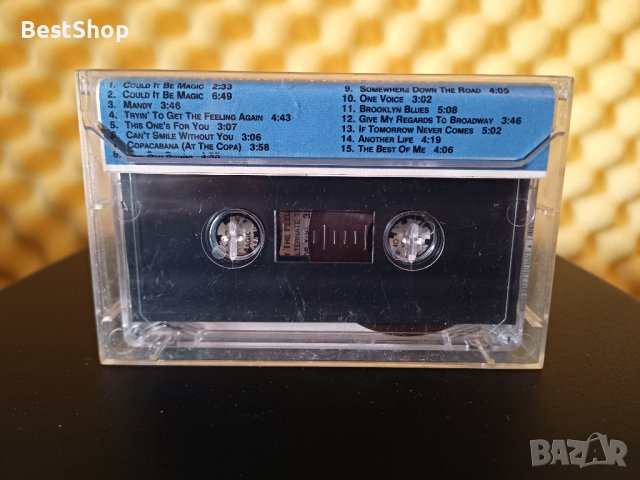 BestShop
1. COULD IT BE MAGIC 2:33
2. COULD IT BE MAGIC 6:49
3. MANDY 3:46
4. TRYIN' TO GET THE FEELING AGAIN 4:43
5. THIS ONE'S FOR YOU 3:07
6. CAN'T SMILE WITHOUT YOU 3:06
COPACABANA (AT THE COPA) 3:58
9. SOMEWHERE DOWN THE ROAD 4:05
10. ONE VOICE 3:02
11. BROOKLYN BLUES 5:08
12. GIVE MY REGARDS TO BROADWAY 3:46
13. IF TOMORROW NEVER COMES 5:02
14. ANOTHER LIFE 4:19
15. THE BEST OF ME 4:06
THE FEELI
MAGIC
BAZAR